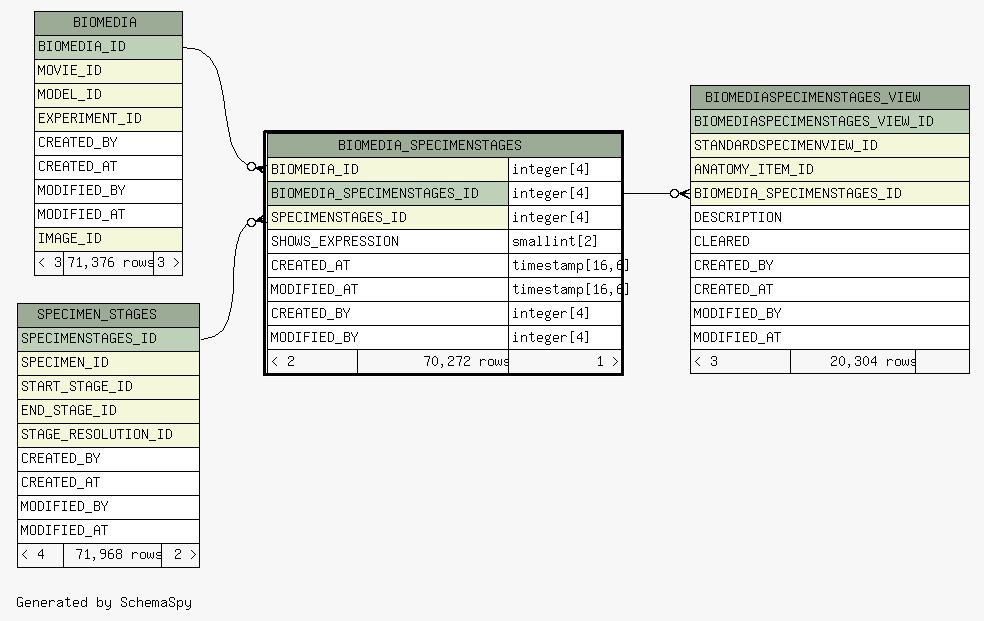 BIOMEDIA
BIOMEDIA_ID
MOVIE_ID
MODEL_ID
EXPERIMENT_ID
CREATED_BY
CREATED_AT
MODIFIED_BY
MODIFIED_AT
IMAGE_ID
< 3 71,376 rows 3 >
SPECIMEN_STAGES
SPECIMENSTAGES_ID
SPECIMEN_ID
START_STAGE_ID
END_STAGE_ID
STAGE_RESOLUTION_ID
CREATED_BY
CREATED_AT
MODIFIED_BY
MODIFIED_AT
< 4 71,968 rows 2 >
BIOMEDIA_SPECIMENSTAGES
BIOMEDIA_ID integer[4]
BIOMEDIA_SPECIMENSTAGES_ID integer[4]
SPECIMENSTAGES_ID integer[4]
SHOWS_EXPRESSION smallint[2]
CREATED_AT timestamp[16,6]
MODIFIED_AT timestamp[16,6]
CREATED_BY integer[4]
MODIFIED_BY integer[4]
< 2 70,272 rows 1 >
BIOMEDIASPECIMENSTAGES_VIEW
BIOMEDIASPECIMENSTAGES_VIEW_ID
STANDARDSPECIMENVIEW_ID
ANATOMY_ITEM_ID
BIOMEDIA_SPECIMENSTAGES_ID
DESCRIPTION
CLEARED
CREATED_BY
CREATED_AT
MODIFIED_BY
MODIFIED_AT
< 3 20,304 rows
Generated by SchemaSpy